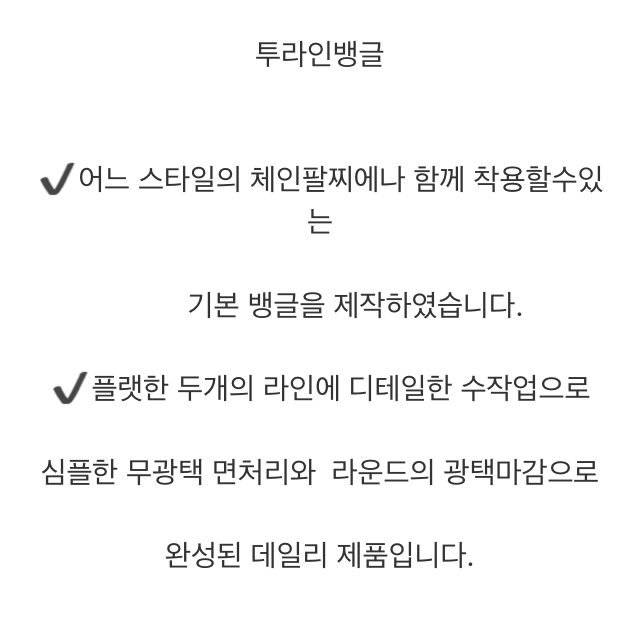 투라인뱅글
✔어느 스타일의 체인팔찌에나 함께 착용할수있
는
기본 뱅글을 제작하였습니다.
✔플랫한 두개의 라인에 디테일한 수작업으로
심플한 무광택 면처리와 라운드의 광택마감으로
완성된 데일리 제품입니다.